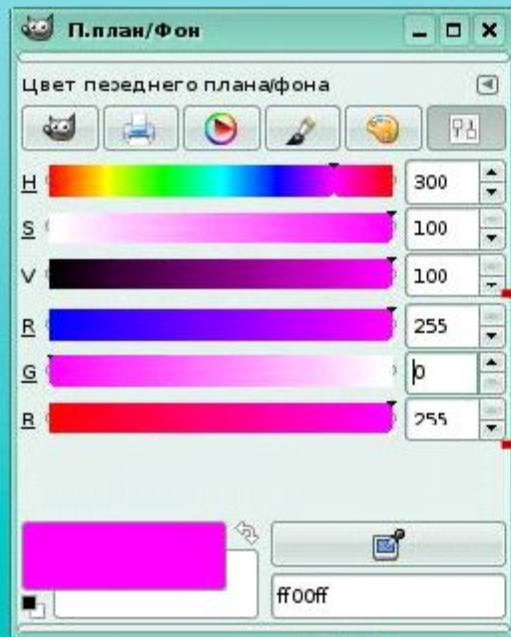 П.план/Фон
Цвет переднего плана/фона
H 300
S 100
V 100
R 255
G 0
B 255
ff00ff